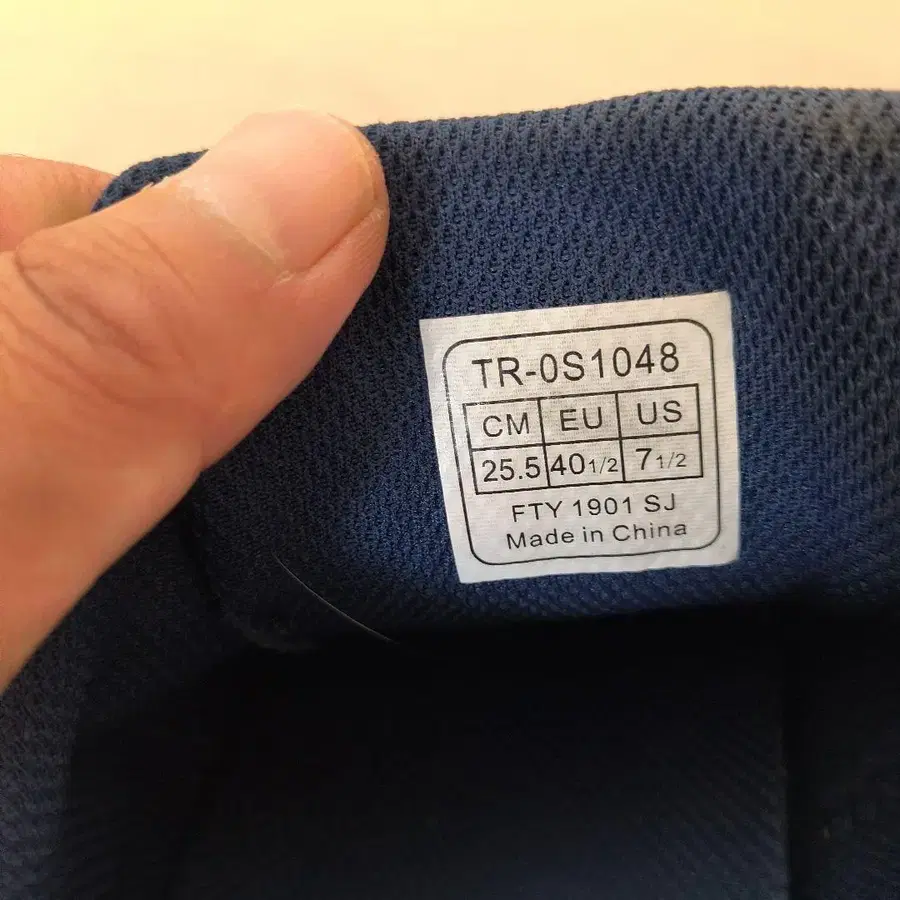 TR-0S1048
CM EU US
25.5 40 1/2 7 1/2
FTY 1901 SJ
Made in China